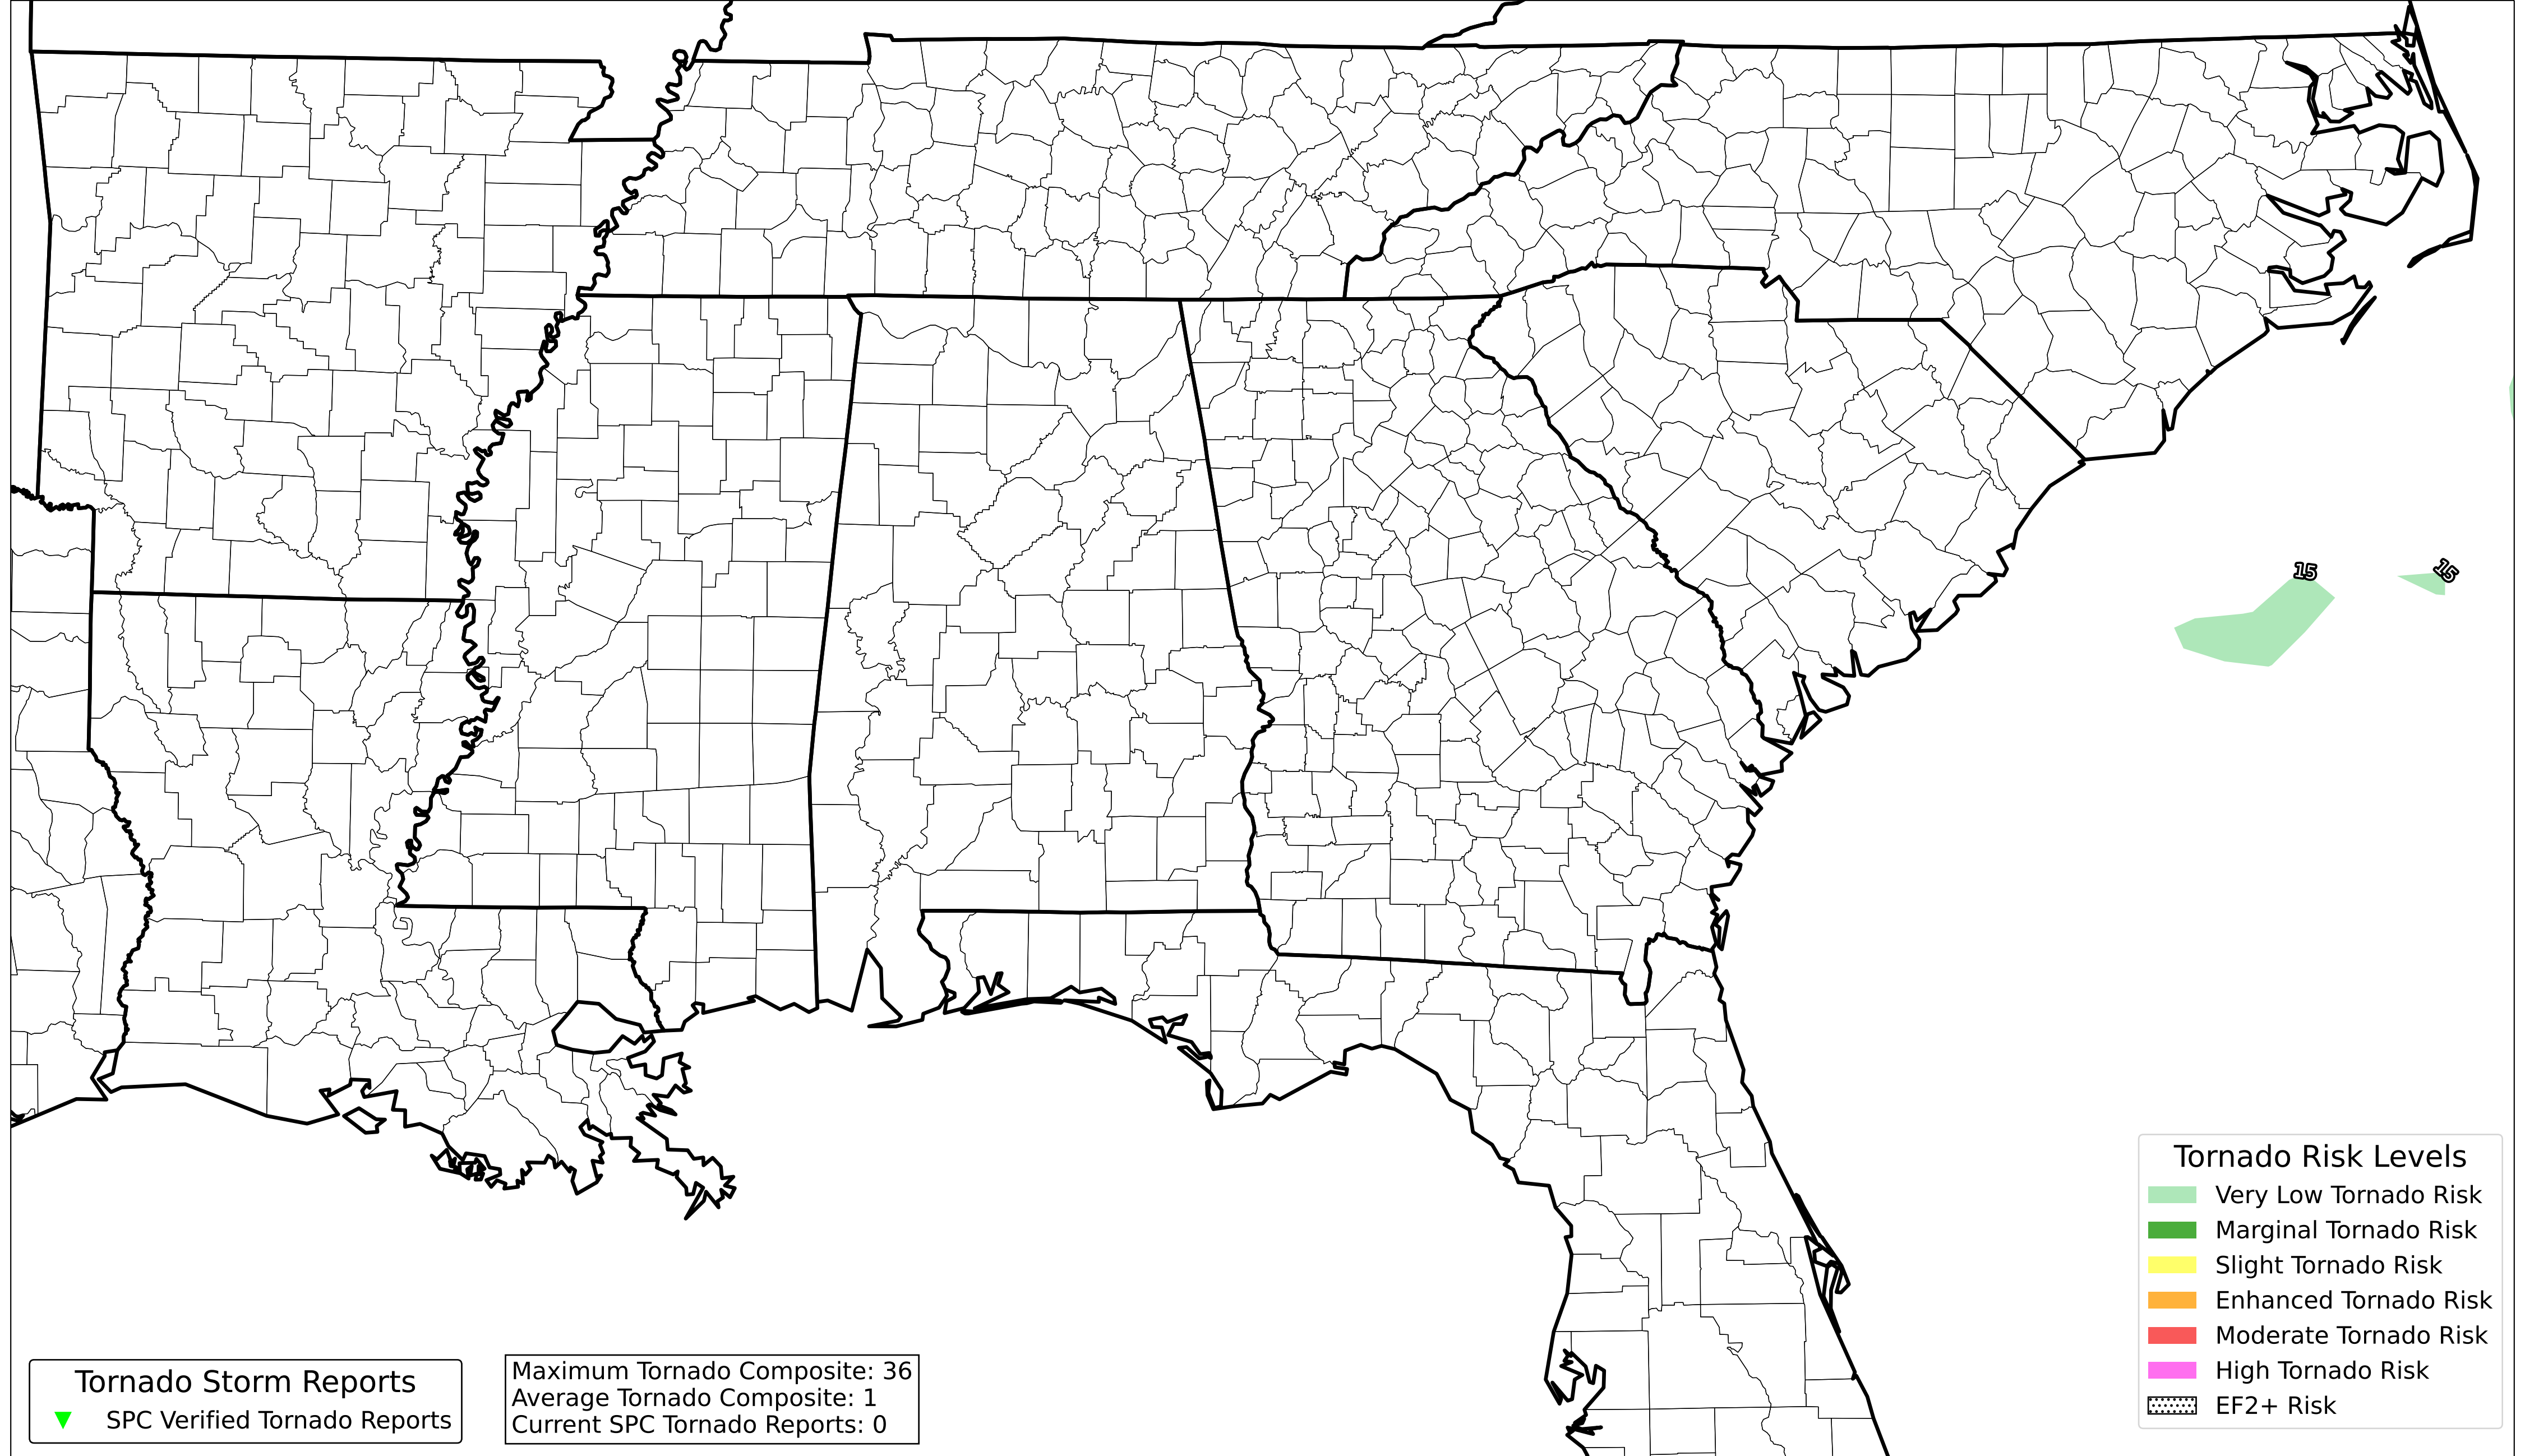 15
15
Tornado Risk Levels
Very Low Tornado Risk
Marginal Tornado Risk
Slight Tornado Risk
Enhanced Tornado Risk
Moderate Tornado Risk
High Tornado Risk
EF2+ Risk
Tornado Storm Reports
SPC Verified Tornado Reports
Maximum Tornado Composite: 36
Average Tornado Composite: 1
Current SPC Tornado Reports: 0